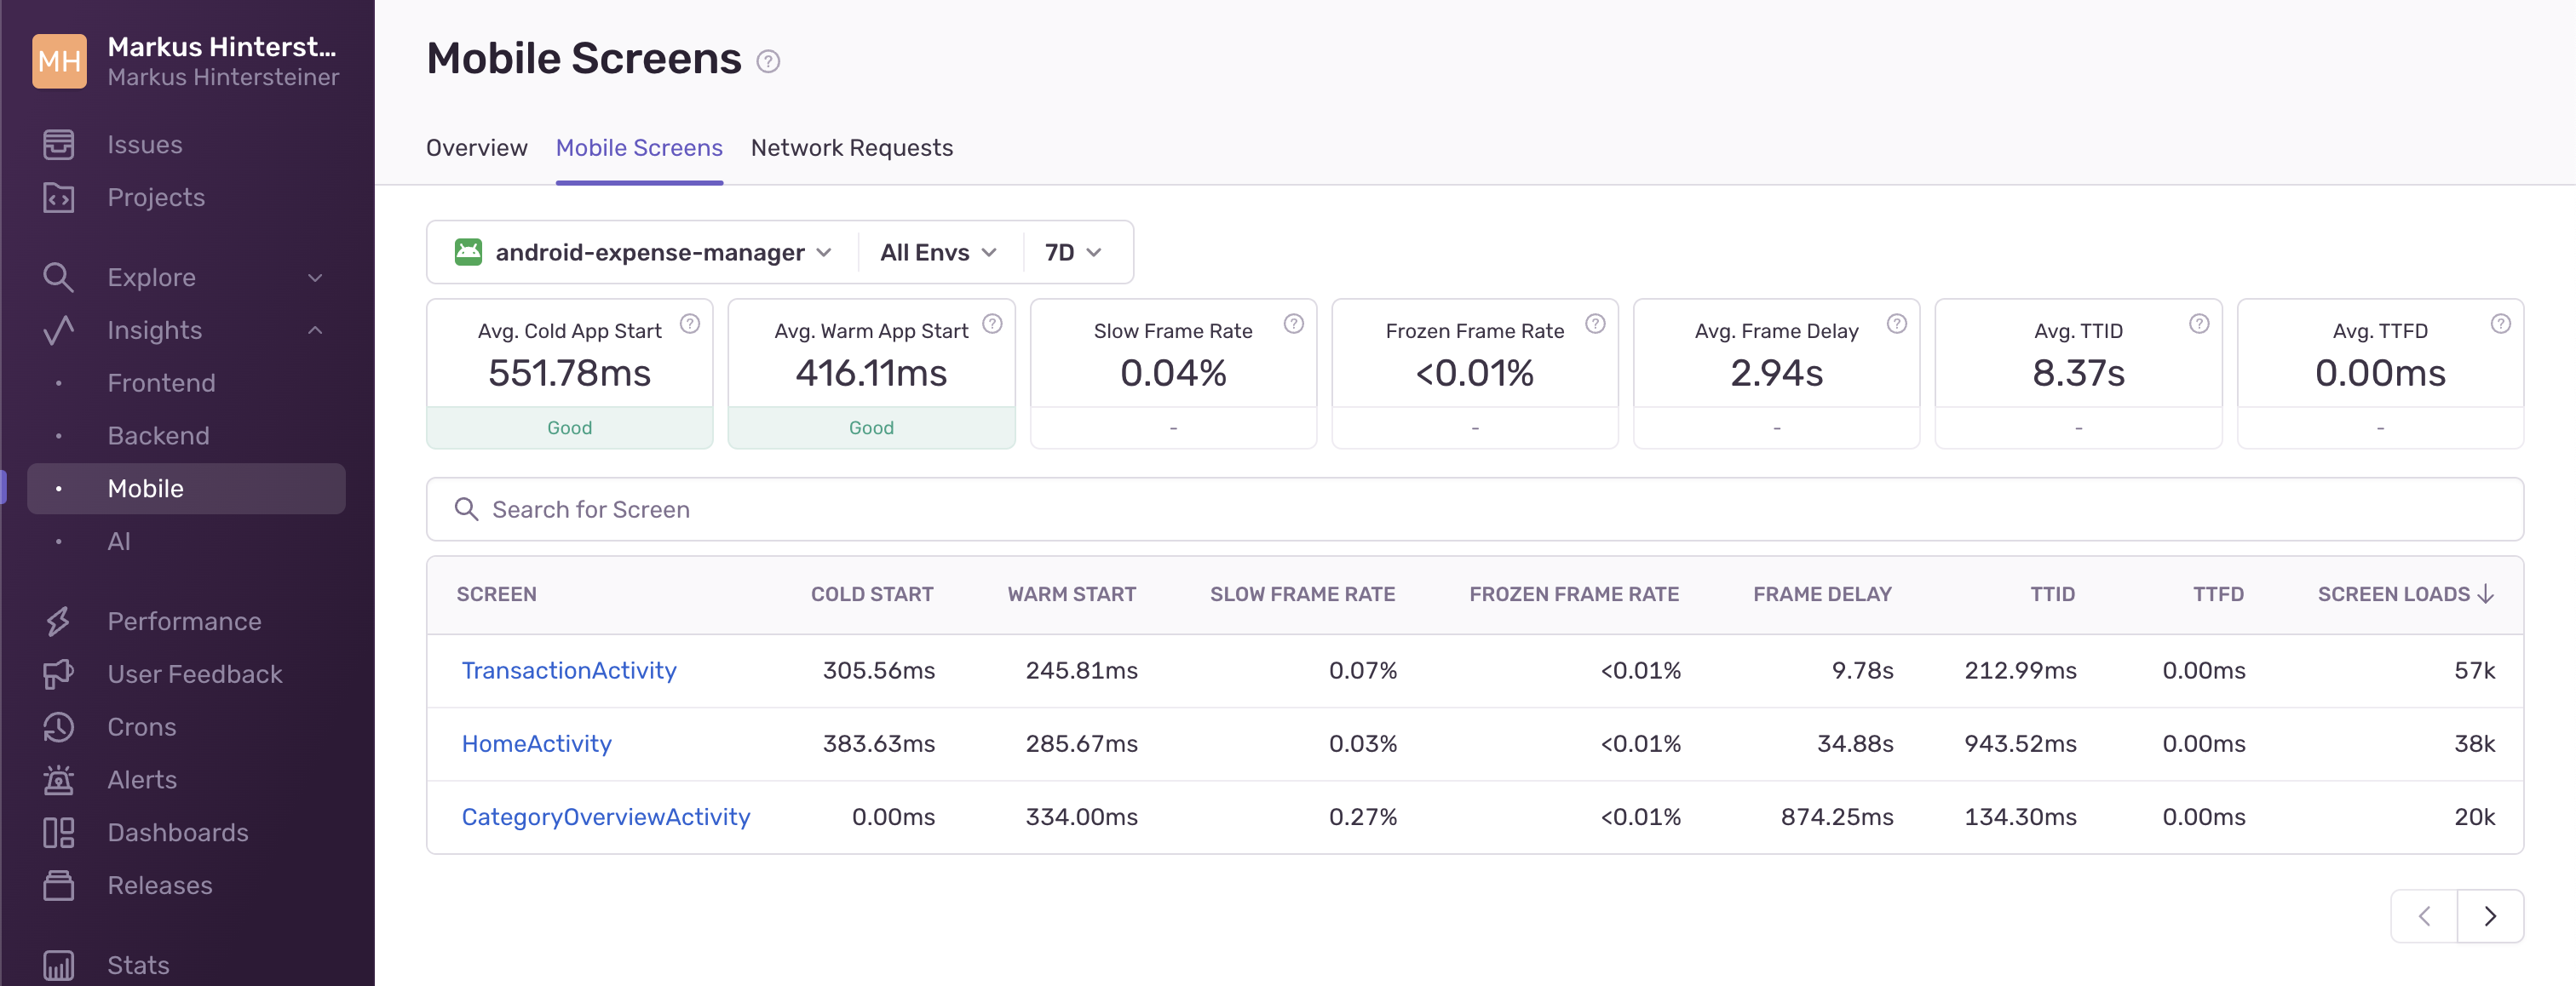 MH
Markus Hinterst...
Markus Hintersteiner
Issues
Projects
Explore
Insights
Frontend
Backend
Mobile
AI
Performance
User Feedback
Crons
Alerts
Dashboards
Releases
Stats
Mobile Screens ?
Overview Mobile Screens Network Requests
android-expense-manager All Envs 7D
Avg. Cold App Start ?
551.78ms
Good
Avg. Warm App Start ?
416.11ms
Good
Slow Frame Rate ?
0.04%
-
Frozen Frame Rate ?
<0.01%
-
Avg. Frame Delay ?
2.94s
-
Avg. TTID ?
8.37s
-
Avg. TTFD ?
0.00ms
-
Search for Screen
SCREEN COLD START WARM START SLOW FRAME RATE FROZEN FRAME RATE FRAME DELAY TTID TTFD SCREEN LOADS
TransactionActivity 305.56ms 245.81ms 0.07% <0.01% 9.78s 212.99ms 0.00ms 57k
HomeActivity 383.63ms 285.67ms 0.03% <0.01% 34.88s 943.52ms 0.00ms 38k
CategoryOverviewActivity 0.00ms 334.00ms 0.27% <0.01% 874.25ms 134.30ms 0.00ms 20k